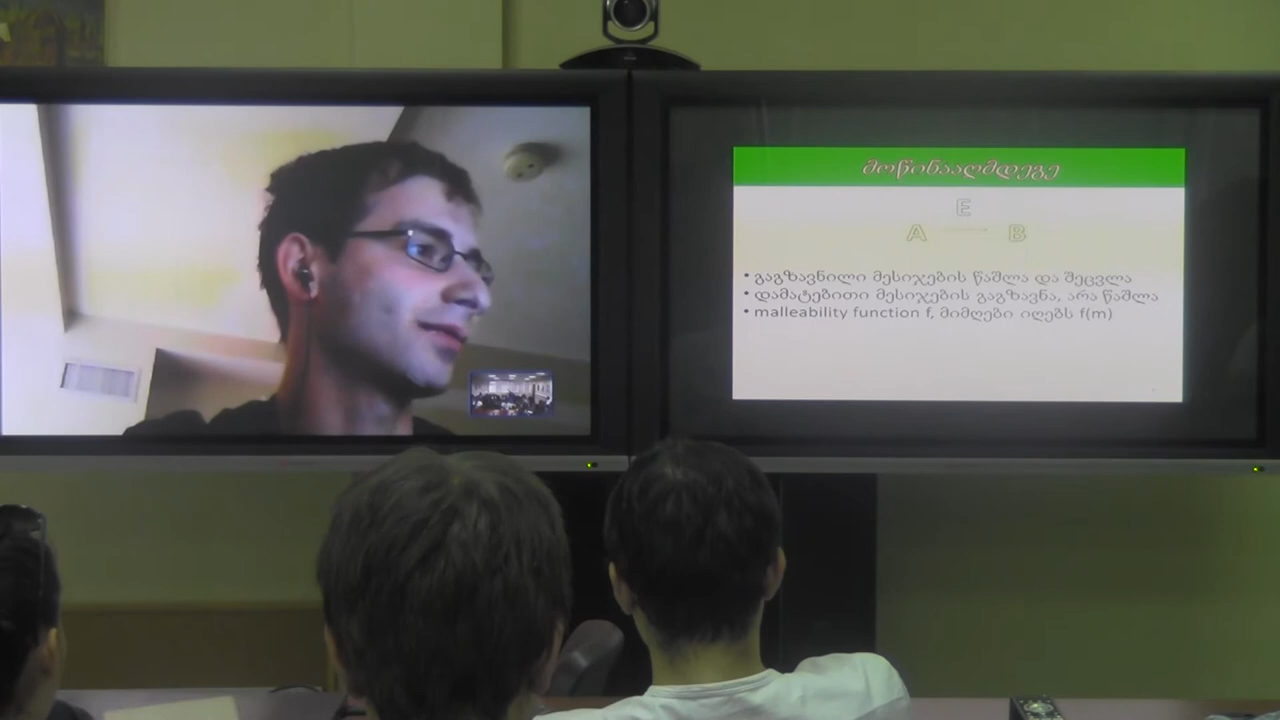 მოწინააღმდეგე
E
A B
• გაგზავნილი მესიჯების წაშლა და შეცვლა
• დამატებითი მესიჯების გაგზავნა, არა წაშლა
• malleability function f, მიმღები იღებს f(m)